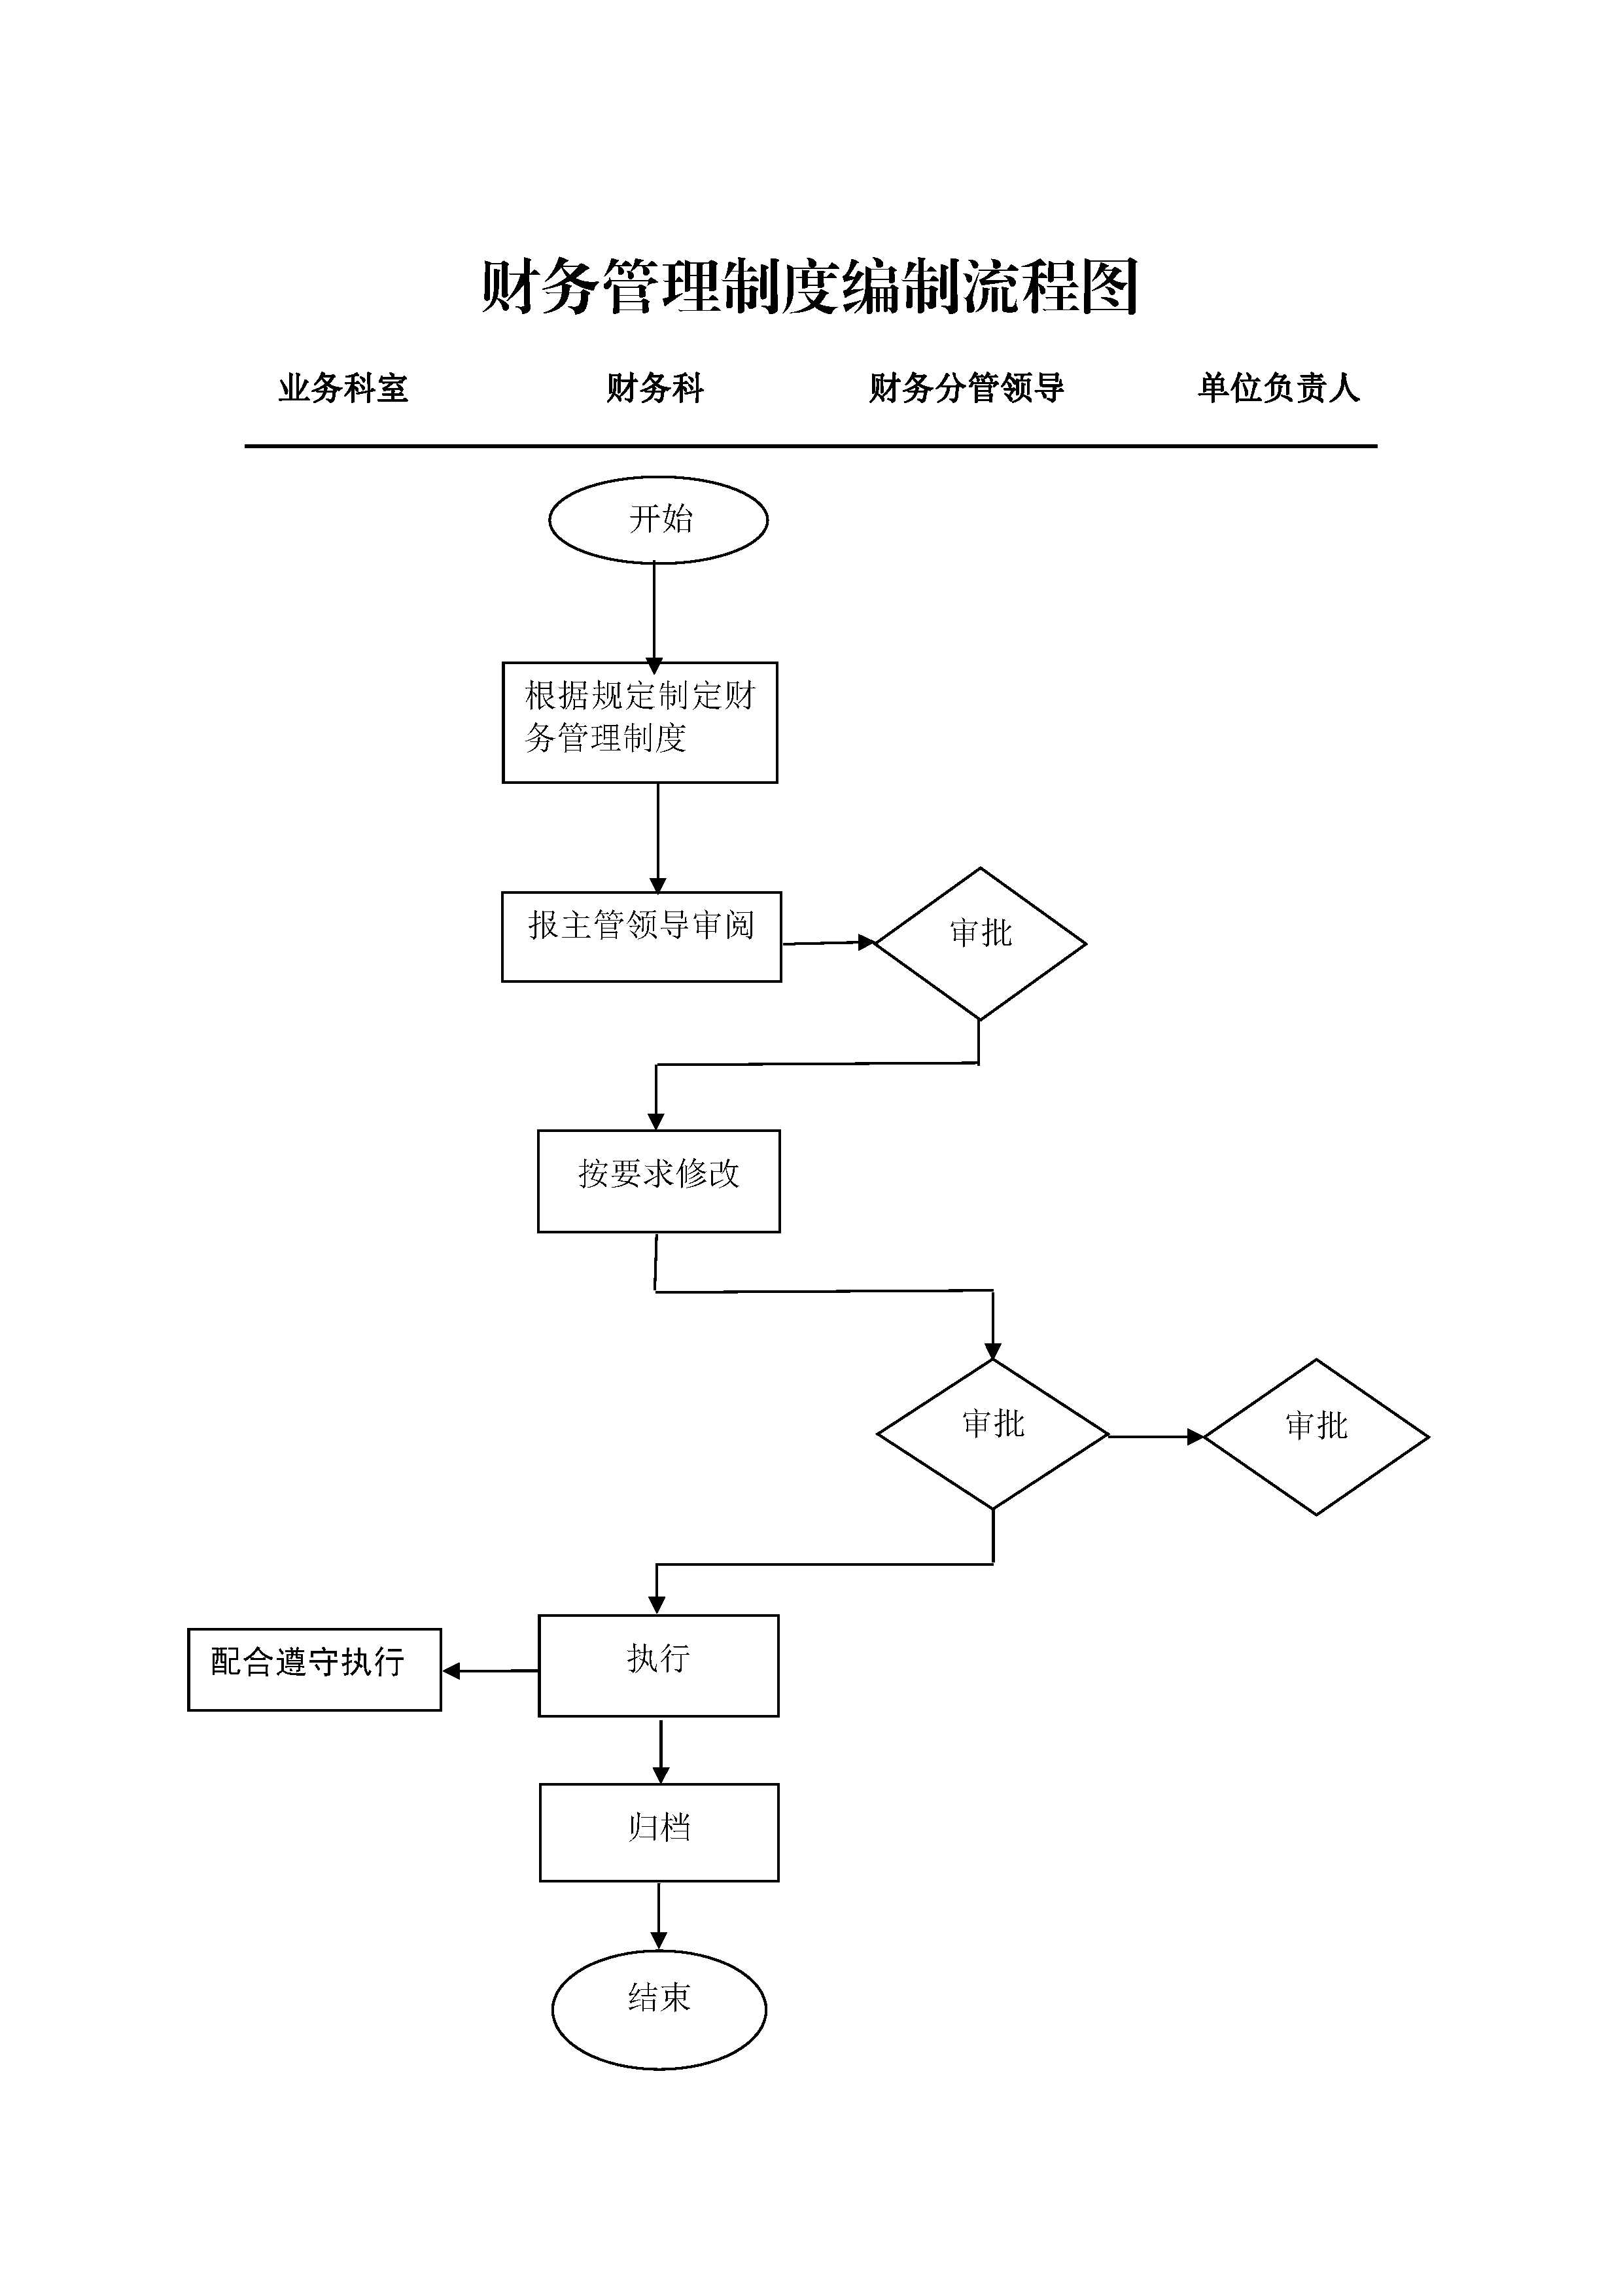 财务管理制度编制流程图
业务科室 财务科 财务分管领导 单位负责人
开始
根据规定制定财
务管理制度
报主管领导审阅
审批
按要求修改
审批
审批
配合遵守执行
执行
归档
结束